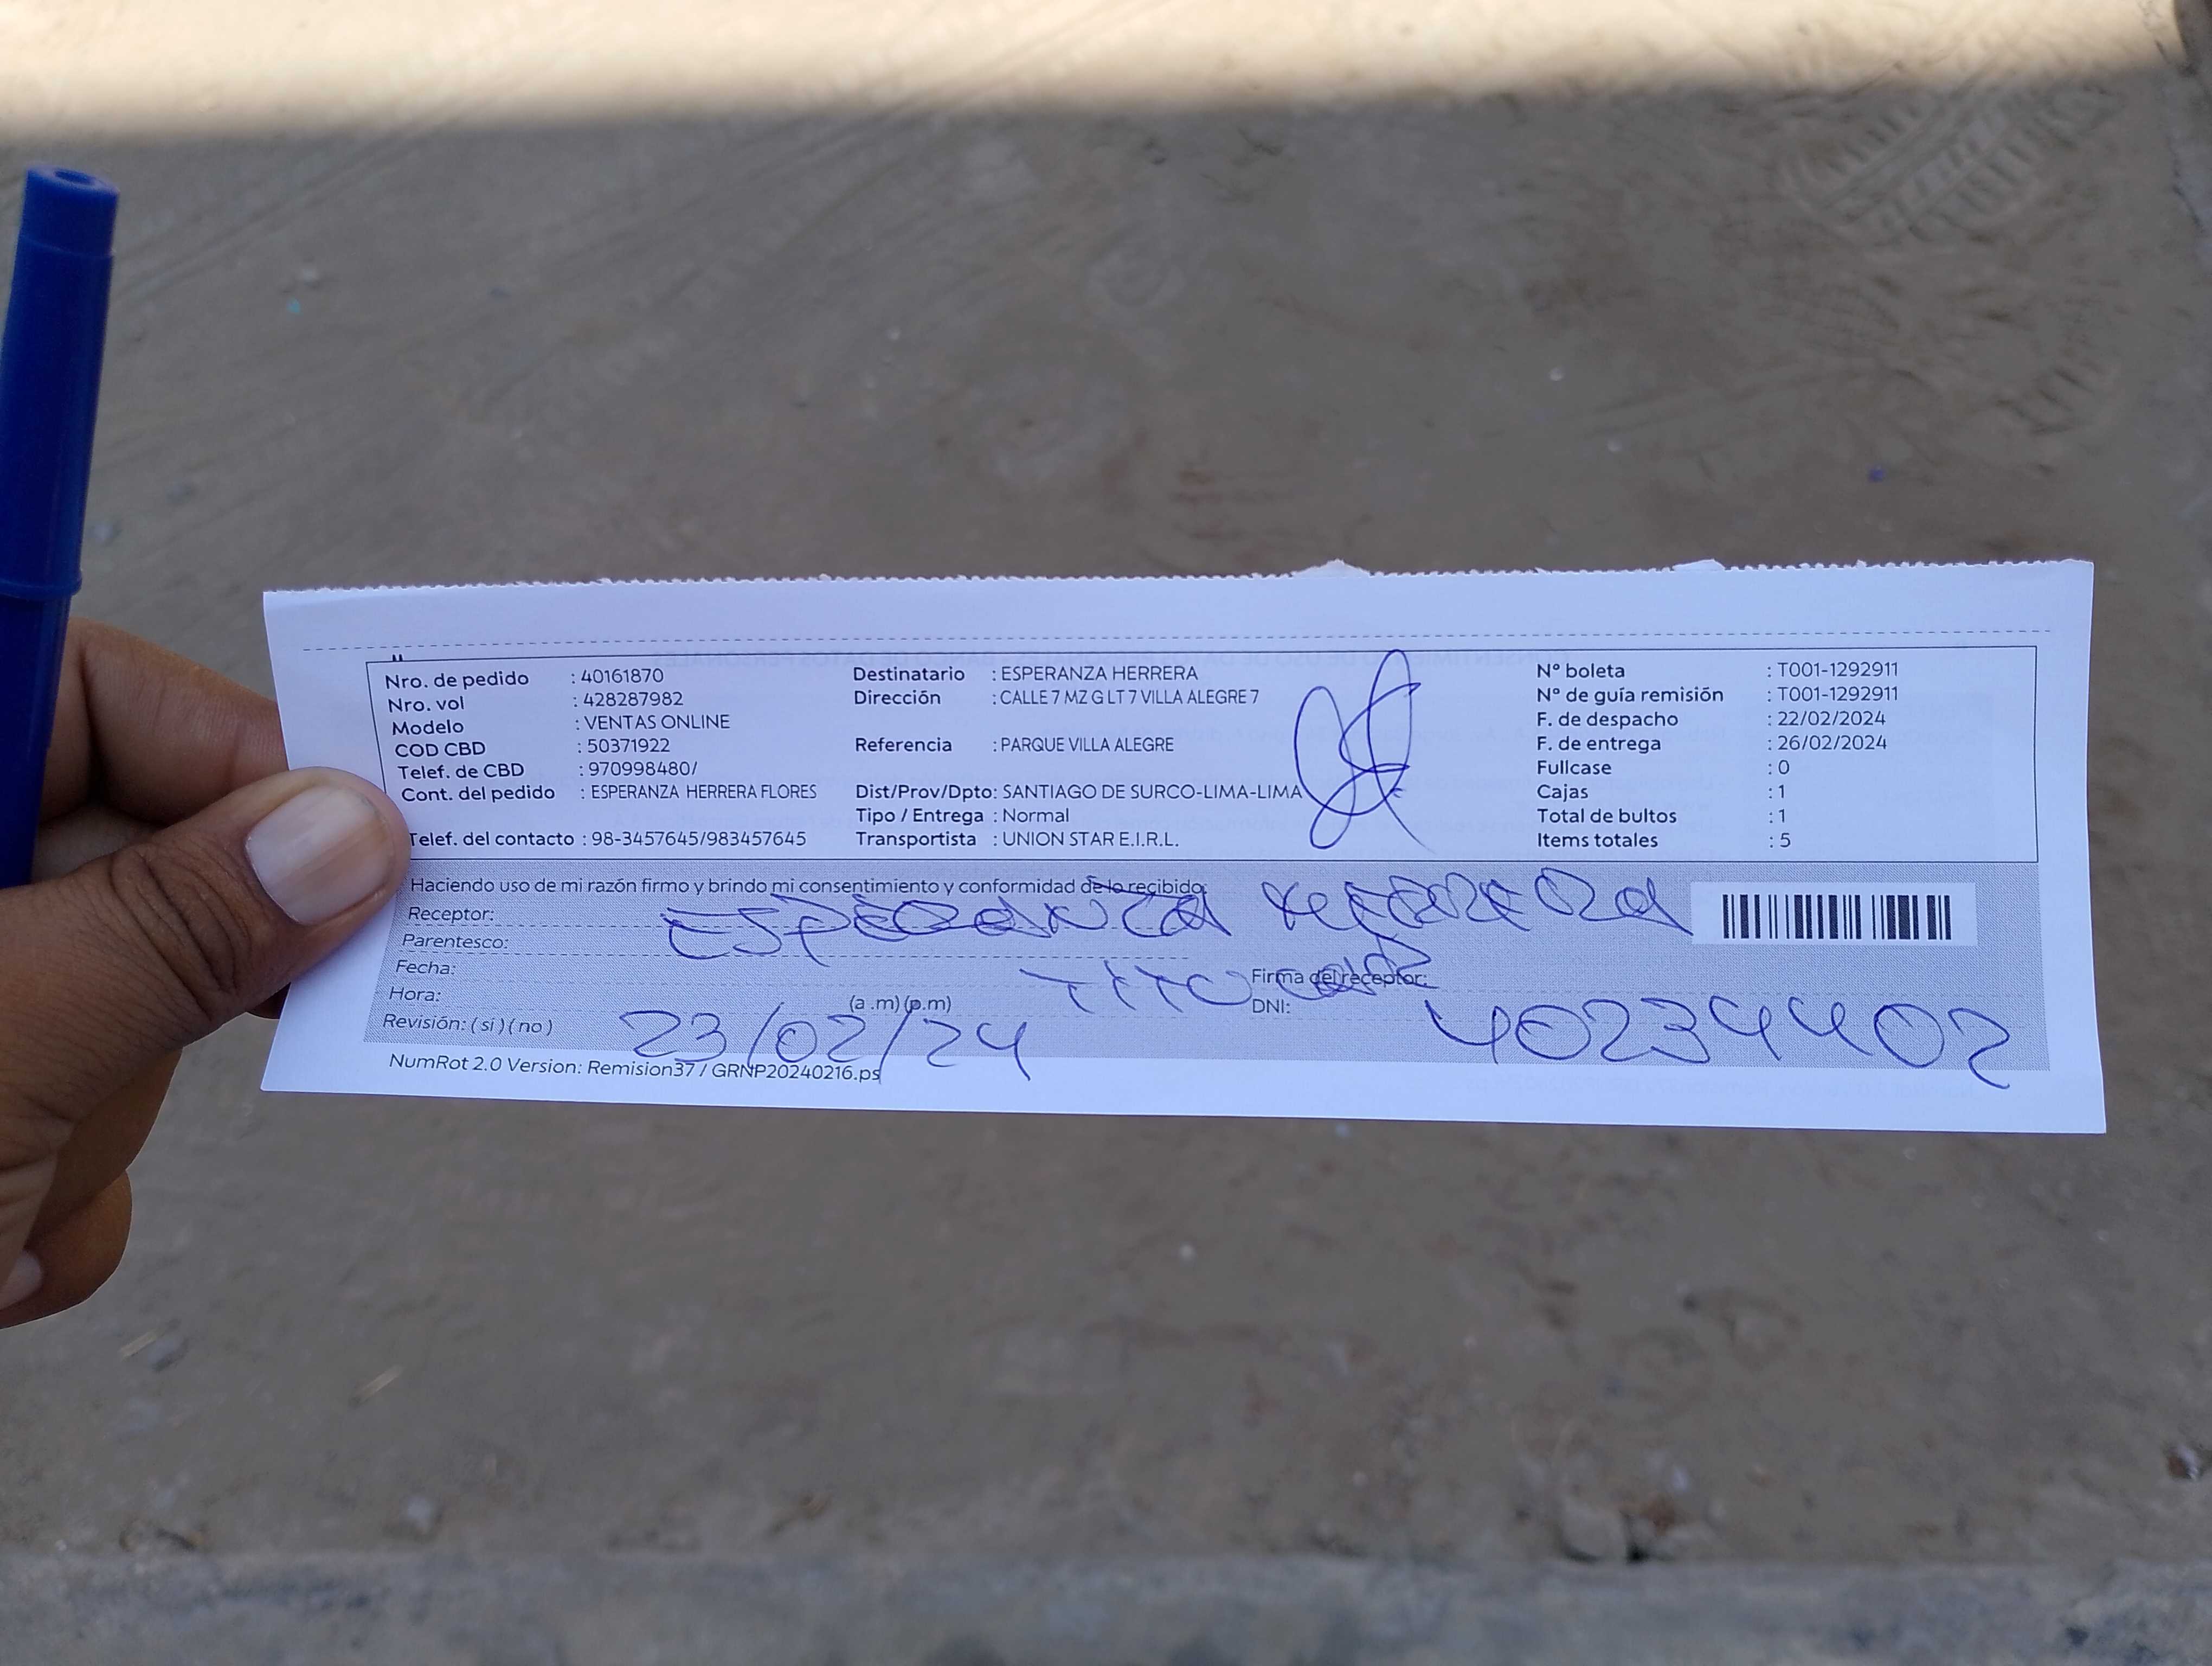 Nro. de pedido : 40161870
Nro. vol : 428287982
Modelo : VENTAS ONLINE
COD CBD : 50371922
Telef. de CBD : 970998480/
Cont. del pedido : ESPERANZA HERRERA FLORES
Telef. del contacto : 98-3457645/983457645
Destinatario : ESPERANZA HERRERA
Dirección : CALLE 7 MZ G LT 7 VILLA ALEGRE 7
Referencia : PARQUE VILLA ALEGRE
Dist/Prov/Dpto: SANTIAGO DE SURCO-LIMA-LIMA
Tipo / Entrega : Normal
Transportista : UNION STAR E.I.R.L.
N° boleta : T001-1292911
N° de guía remisión : T001-1292911
F. de despacho : 22/02/2024
F. de entrega : 26/02/2024
Fullcase : 0
Cajas : 1
Total de bultos : 1
Items totales : 5
Haciendo uso de mi razón firmo y brindo mi consentimiento y conformidad de lo recibido:
Receptor: Esperanza Herrera
Parentesco:
Fecha: TITULAR
Firma del receptor:
Hora: (a .m) (p.m)
DNI: 40234402
Revisión: ( sí ) ( no ) 23/02/24
NumRot 2.0 Version: Remision37 / GRNP20240216.ps